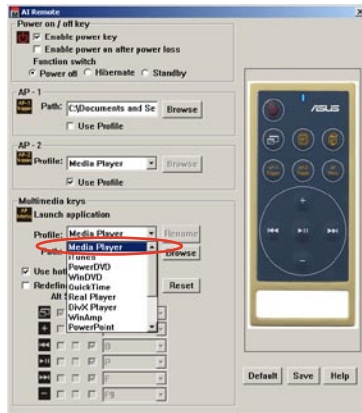 AI Remote
Power on / off key
Enable power key
Enable power on after power loss
Function switch
Power off Hibernate Standby
AP - 1
Path: C:\Documents and Se Browse
Use Profile
AP - 2
Profile: Media Player Browse
Use Profile
Multimedia keys
Launch application
Profile: Media Player Rename
Media Player
Browse
iTunes
PowerDVD
WinDVD
Use hot
QuickTime
Redefin
Reset
Real Player
Alt
DivX Player
WinAmp
PowerPoint
B
P
F
F9
ASUS
Default Save Help